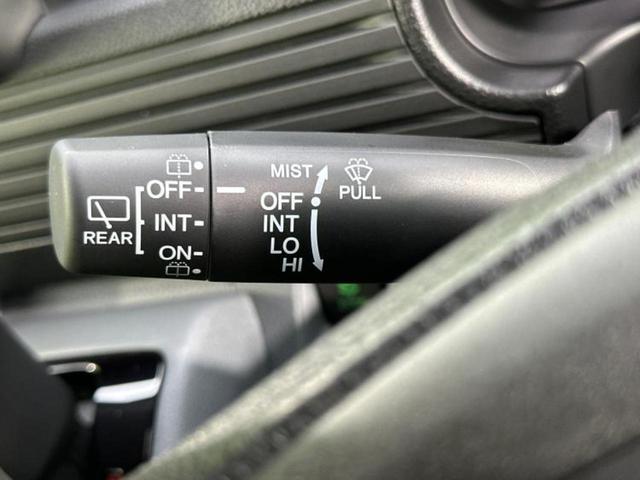 REAR
OFF
INT
ON
MIST
PULL
OFF
INT
LO
HI